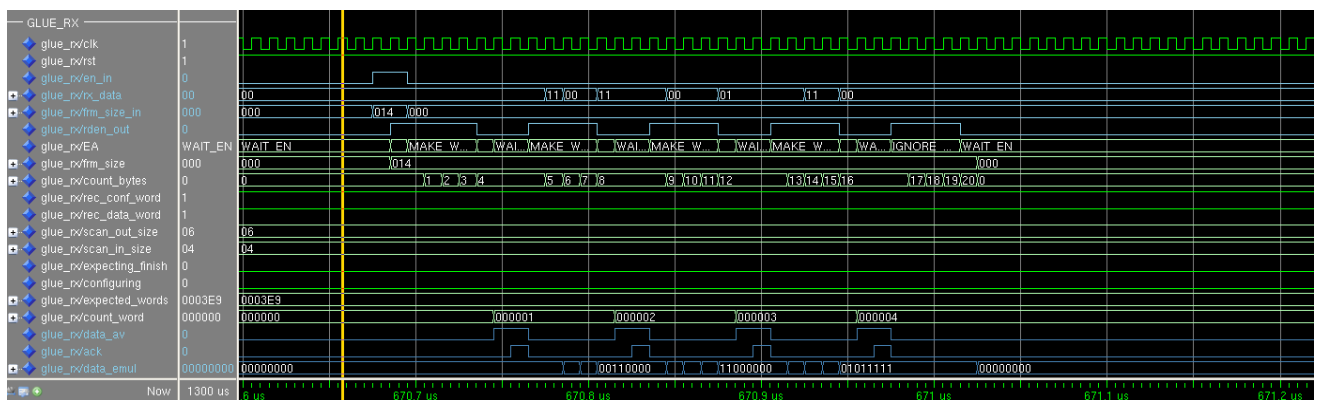 GLUE_RX
glue_rx/clk 1
glue_rx/rst 1
glue_rx/en_in 0
glue_rx/rx_data 00 00 11 00 11 00 01 11 00
glue_rx/frm_size_in 000 000 014 000
glue_rx/rden_out 0
glue_rx/EA WAIT_EN WAIT_EN MAKE_W... WAI... MAKE_W... WAI... MAKE_W... WAI... MAKE_W... WA... IGNORE_... WAIT_EN
glue_rx/frm_size 000 000 014 000
glue_rx/count_bytes 0 0 1 2 3 4 5 6 7 8 9 10 11 12 13 14 15 16 17 18 19 20 0
glue_rx/rec_conf_word 1
glue_rx/rec_data_word 1
glue_rx/scan_out_size 06 06
glue_rx/scan_in_size 04 04
glue_rx/expecting_finish 0
glue_rx/configuring 0
glue_rx/expected_words 0003E9 0003E9
glue_rx/count_word 000000 000000 000001 000002 000003 000004
glue_rx/data_av 0
glue_rx/ack 0
glue_rx/data_emul 00000000 00000000 00110000 11000000 01011111 00000000
Now 1300 us 6 us 670.7 us 670.8 us 670.9 us 671 us 671.1 us 671.2 us